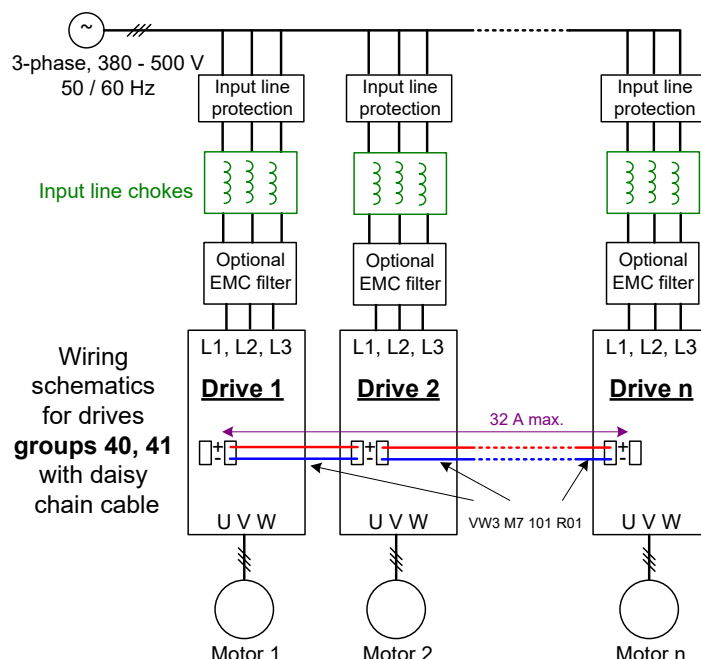 ~
3-phase, 380 - 500 V
50 / 60 Hz
Input line
protection
Input line
protection
Input line
protection
Input line chokes
Optional
EMC filter
Optional
EMC filter
Optional
EMC filter
L1, L2, L3
L1, L2, L3
L1, L2, L3
Wiring
schematics
for drives
groups 40, 41
with daisy
chain cable
Drive 1
Drive 2
Drive n
32 A max.
+
-
+
-
+
-
VW3 M7 101 R01
U V W
U V W
U V W
Motor 1
Motor 2
Motor n